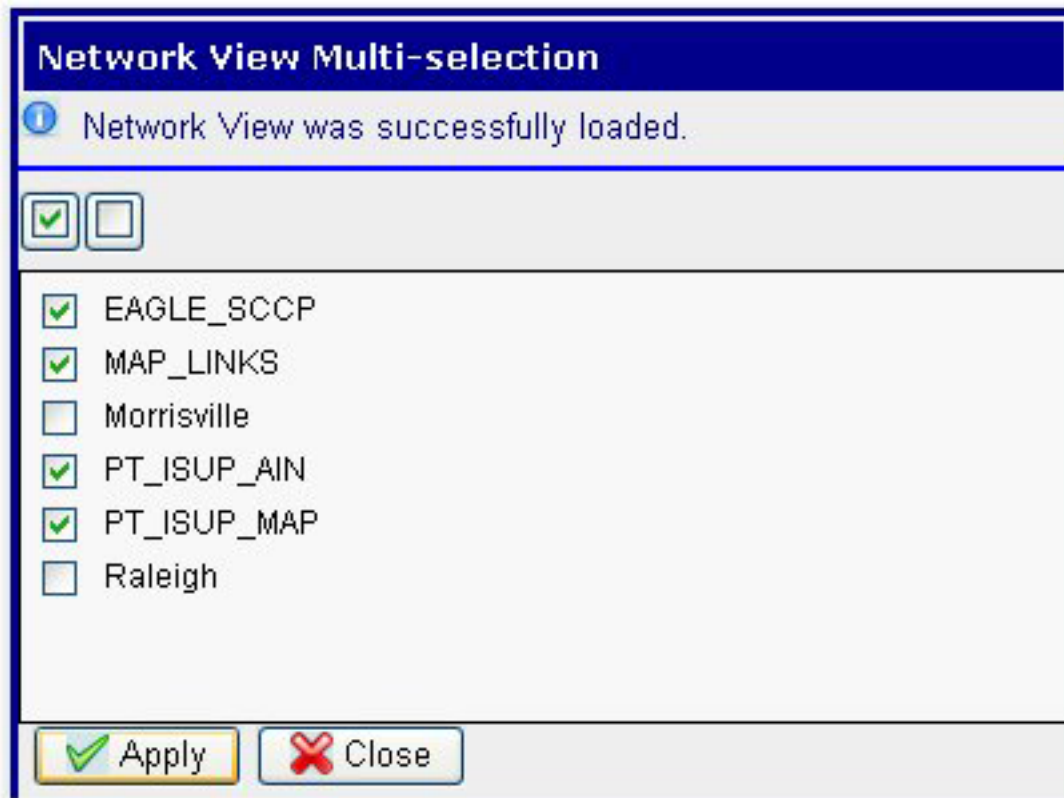 Network View Multi-selection
Network View was successfully loaded.
EAGLE_SCCP
MAP_LINKS
Morrisville
PT_ISUP_AIN
PT_ISUP_MAP
Raleigh
Apply Close